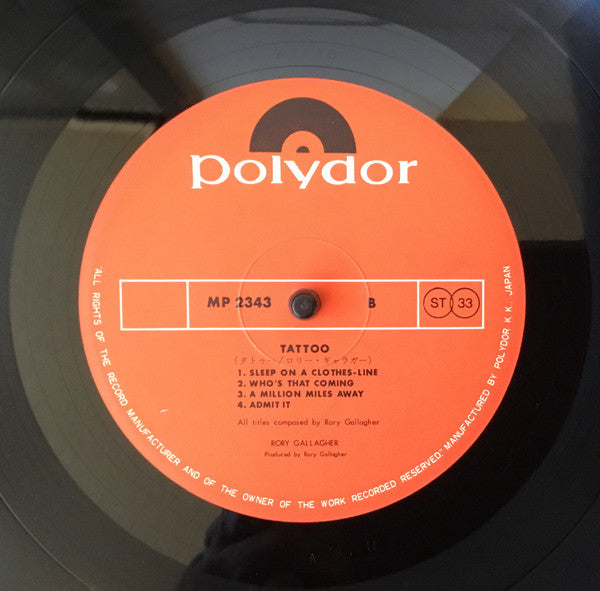 polydor
MP 2343
B
ST 33
TATTOO
(タトゥー/ロリー・ギャラガー)
1. SLEEP ON A CLOTHES-LINE
2. WHO'S THAT COMING
3. A MILLION MILES AWAY
4. ADMIT IT
All titles composed by Rory Gallagher
RORY GALLAGHER
Produced by Rory Gallagher
"ALL RIGHTS OF THE RECORD MANUFACTURER AND OF THE OWNER OF THE WORK RECORDED RESERVED." MANUFACTURED BY POLYDOR K.K. JAPAN.